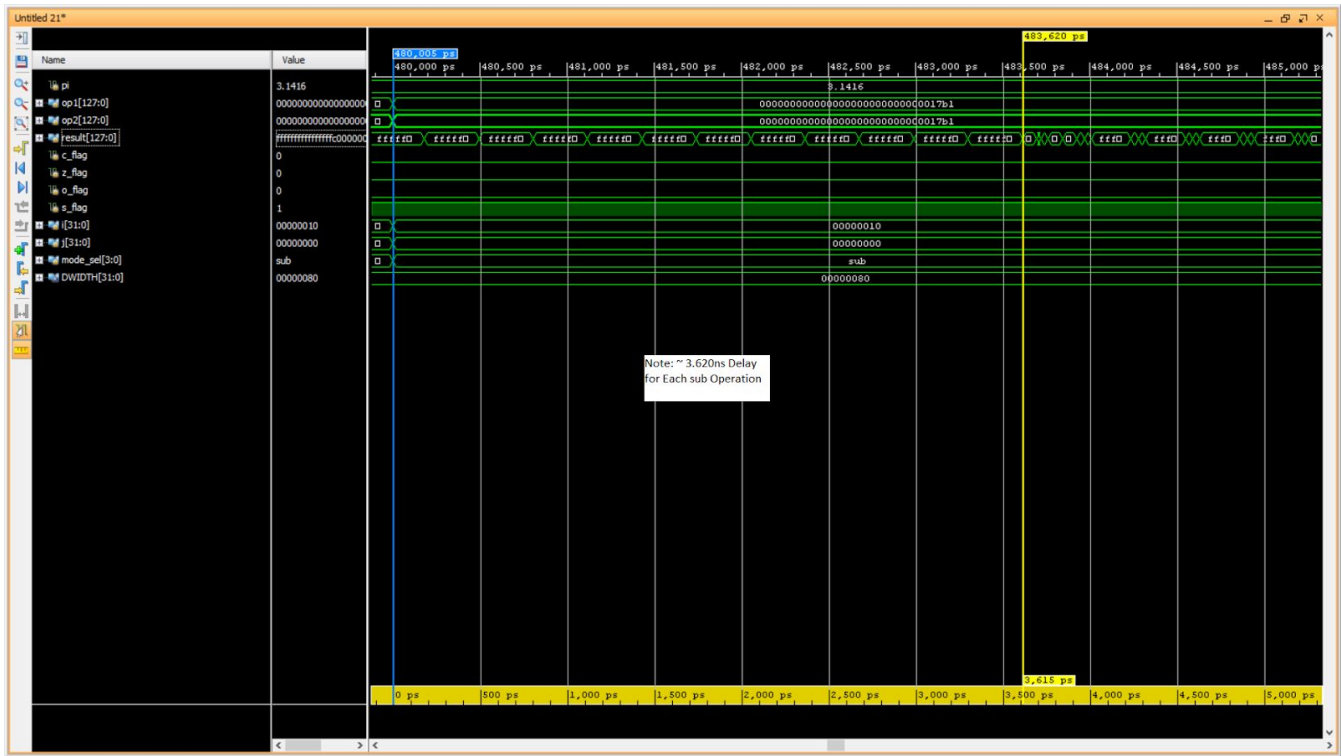 Untitled 21*
483,620 ps
480,005 ps
Name Value
480,000 ps 480,500 ps 481,000 ps 481,500 ps 482,000 ps 482,500 ps 483,000 ps 483,500 ps 484,000 ps 484,500 ps 485,000 ps
pi 3.1416 3.1416
op1[127:0]
op2[127:0]
result[127:0]
c_flag 0
z_flag 0
o_flag 0
s_flag 1
i[31:0] 00000010 00000010
j[31:0] 00000000 00000000
mode_sel[3:0] sub sub
DWIDTH[31:0] 00000080 00000080
Note: ~ 3.620ns Delay
for Each sub Operation
3,615 ps
0 ps 500 ps 1,000 ps 1,500 ps 2,000 ps 2,500 ps 3,000 ps 3,500 ps 4,000 ps 4,500 ps 5,000 ps